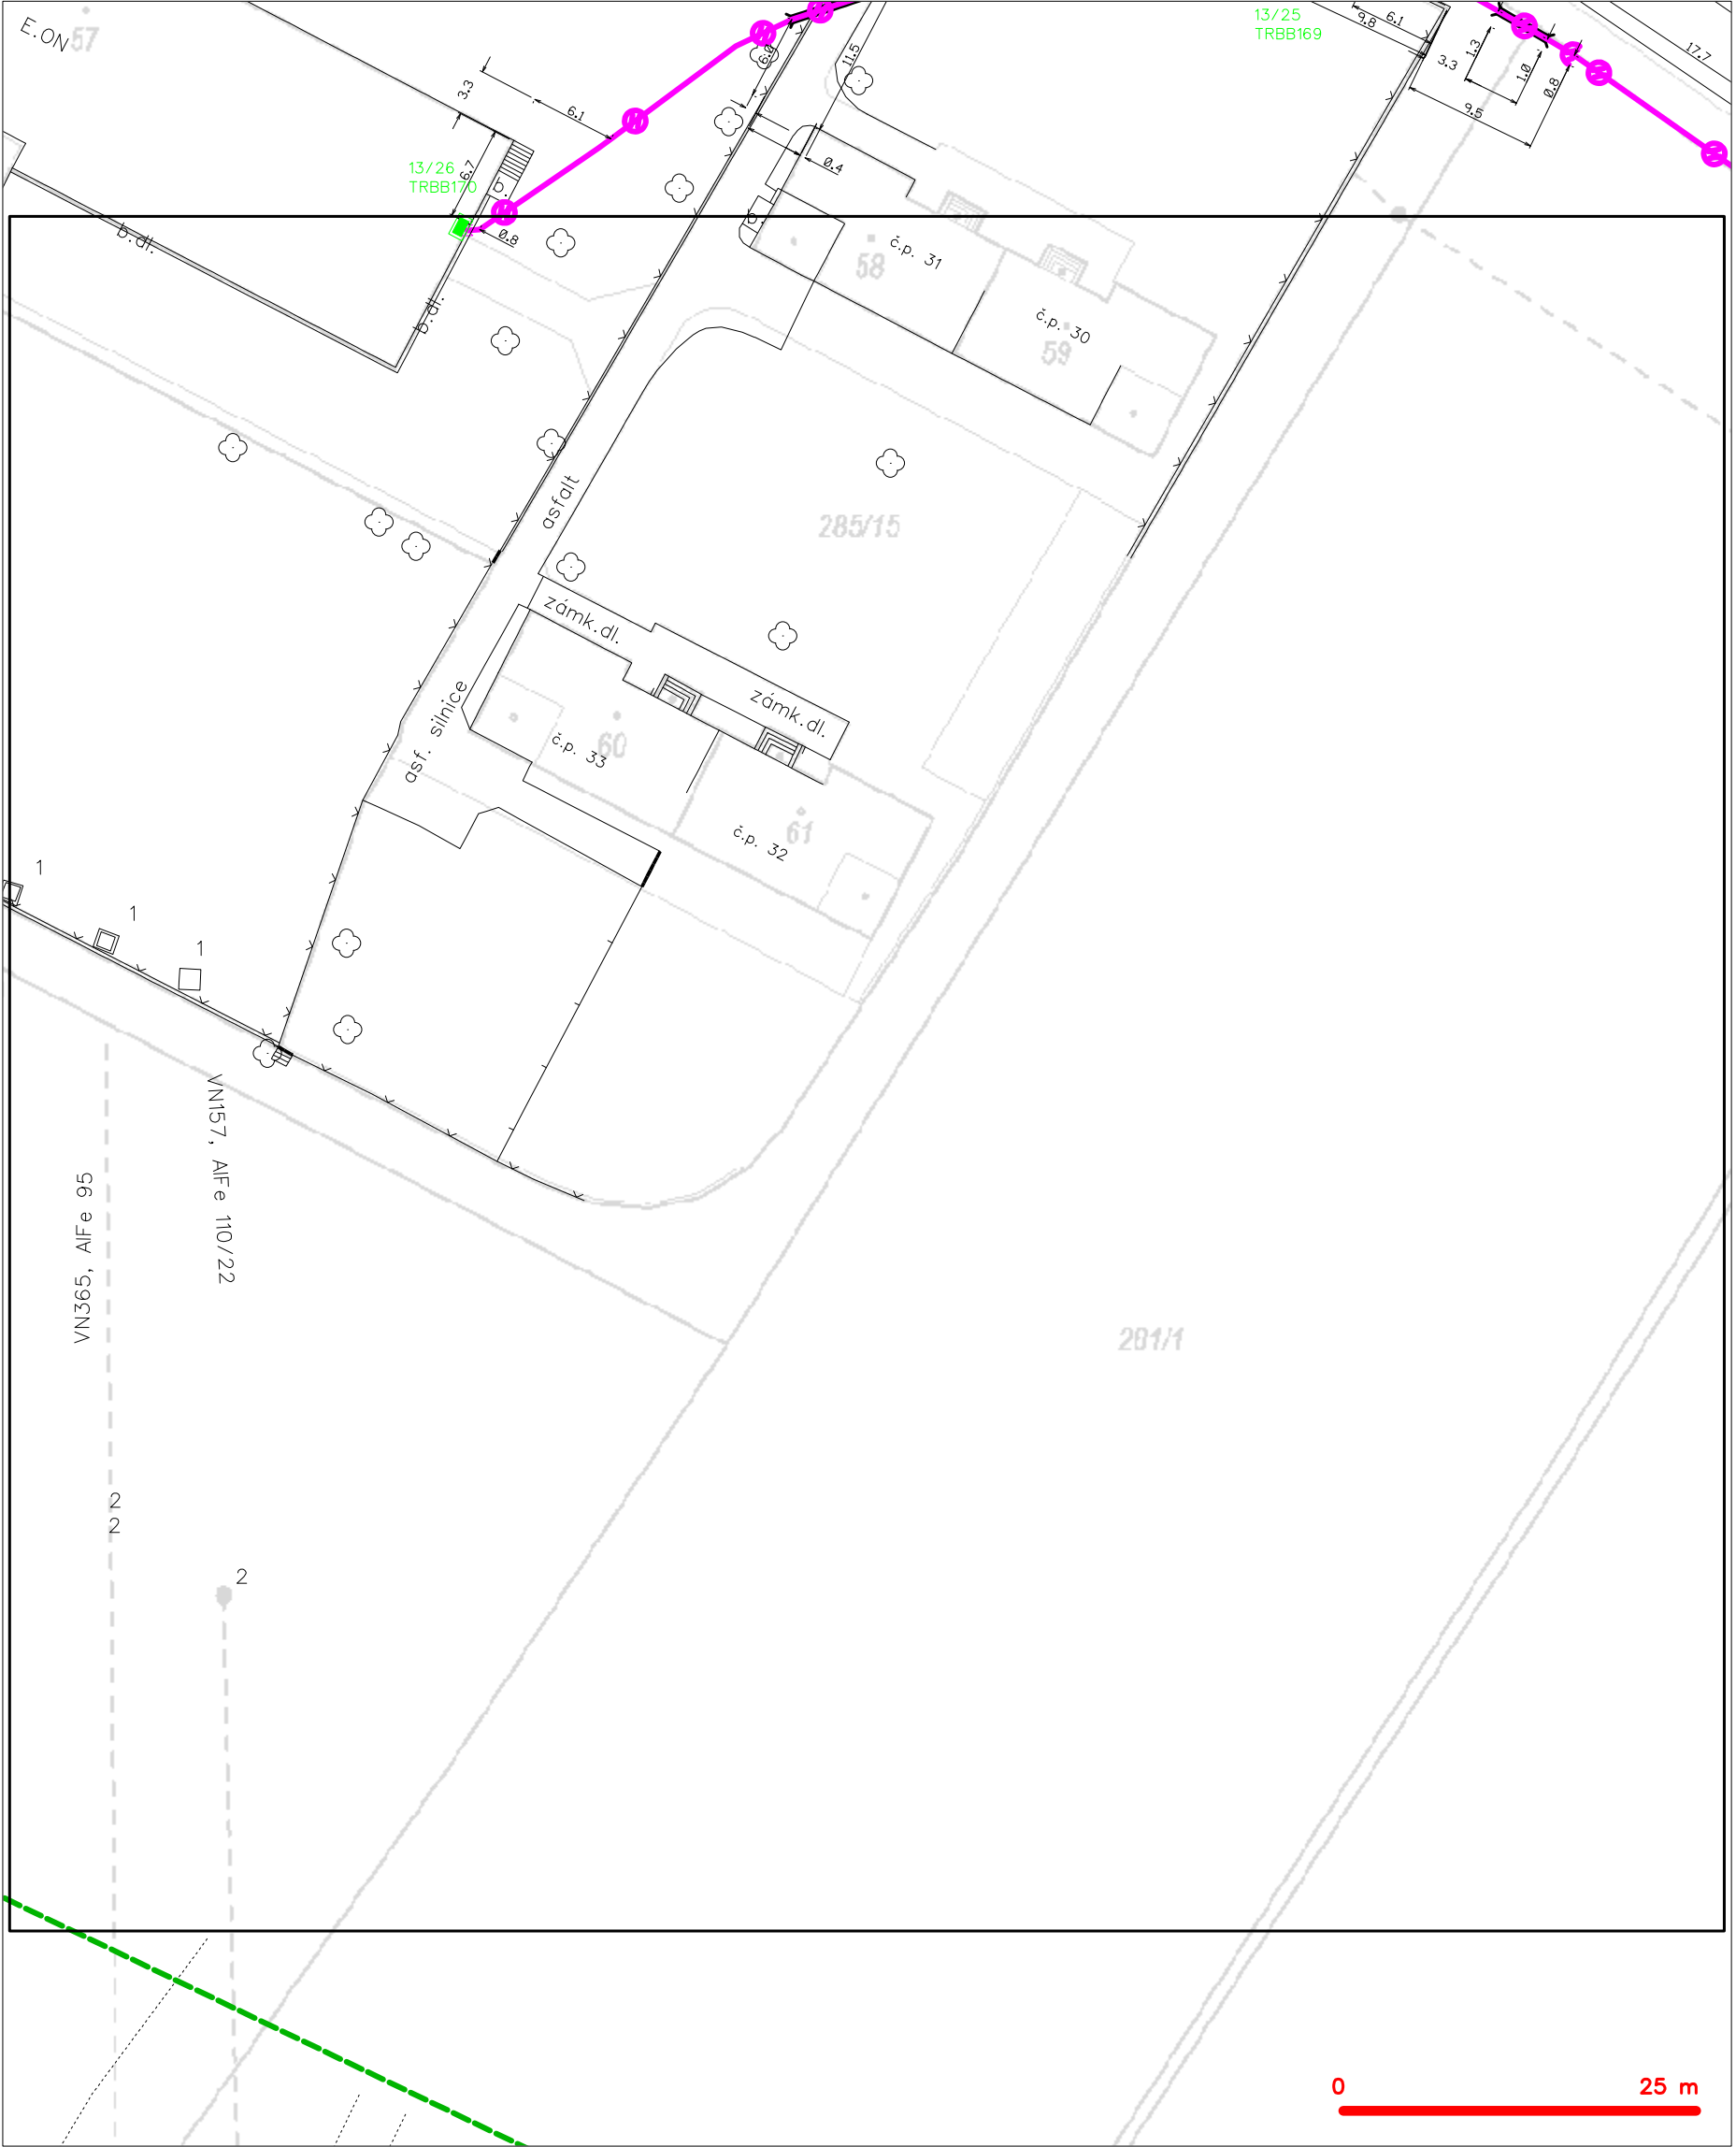 E.ON
57
3.3
6.1
6.7
13/26
TRBB170
b.
0.8
b.dl.
b.dl.
6.0
11.5
0.4
b.
13/25
TRBB169
9.8
6.1
3.3
1.3
1.0
0.8
9.5
17.7
58
č.p. 31
č.p. 30
59
asfalt
285/15
zámk.dl.
zámk.dl.
asf. silnice
č.p. 33
60
č.p. 32
61
1
1
1
VN365, AlFe 95
VN157, AlFe 110/22
281/1
2
2
2
0
25 m